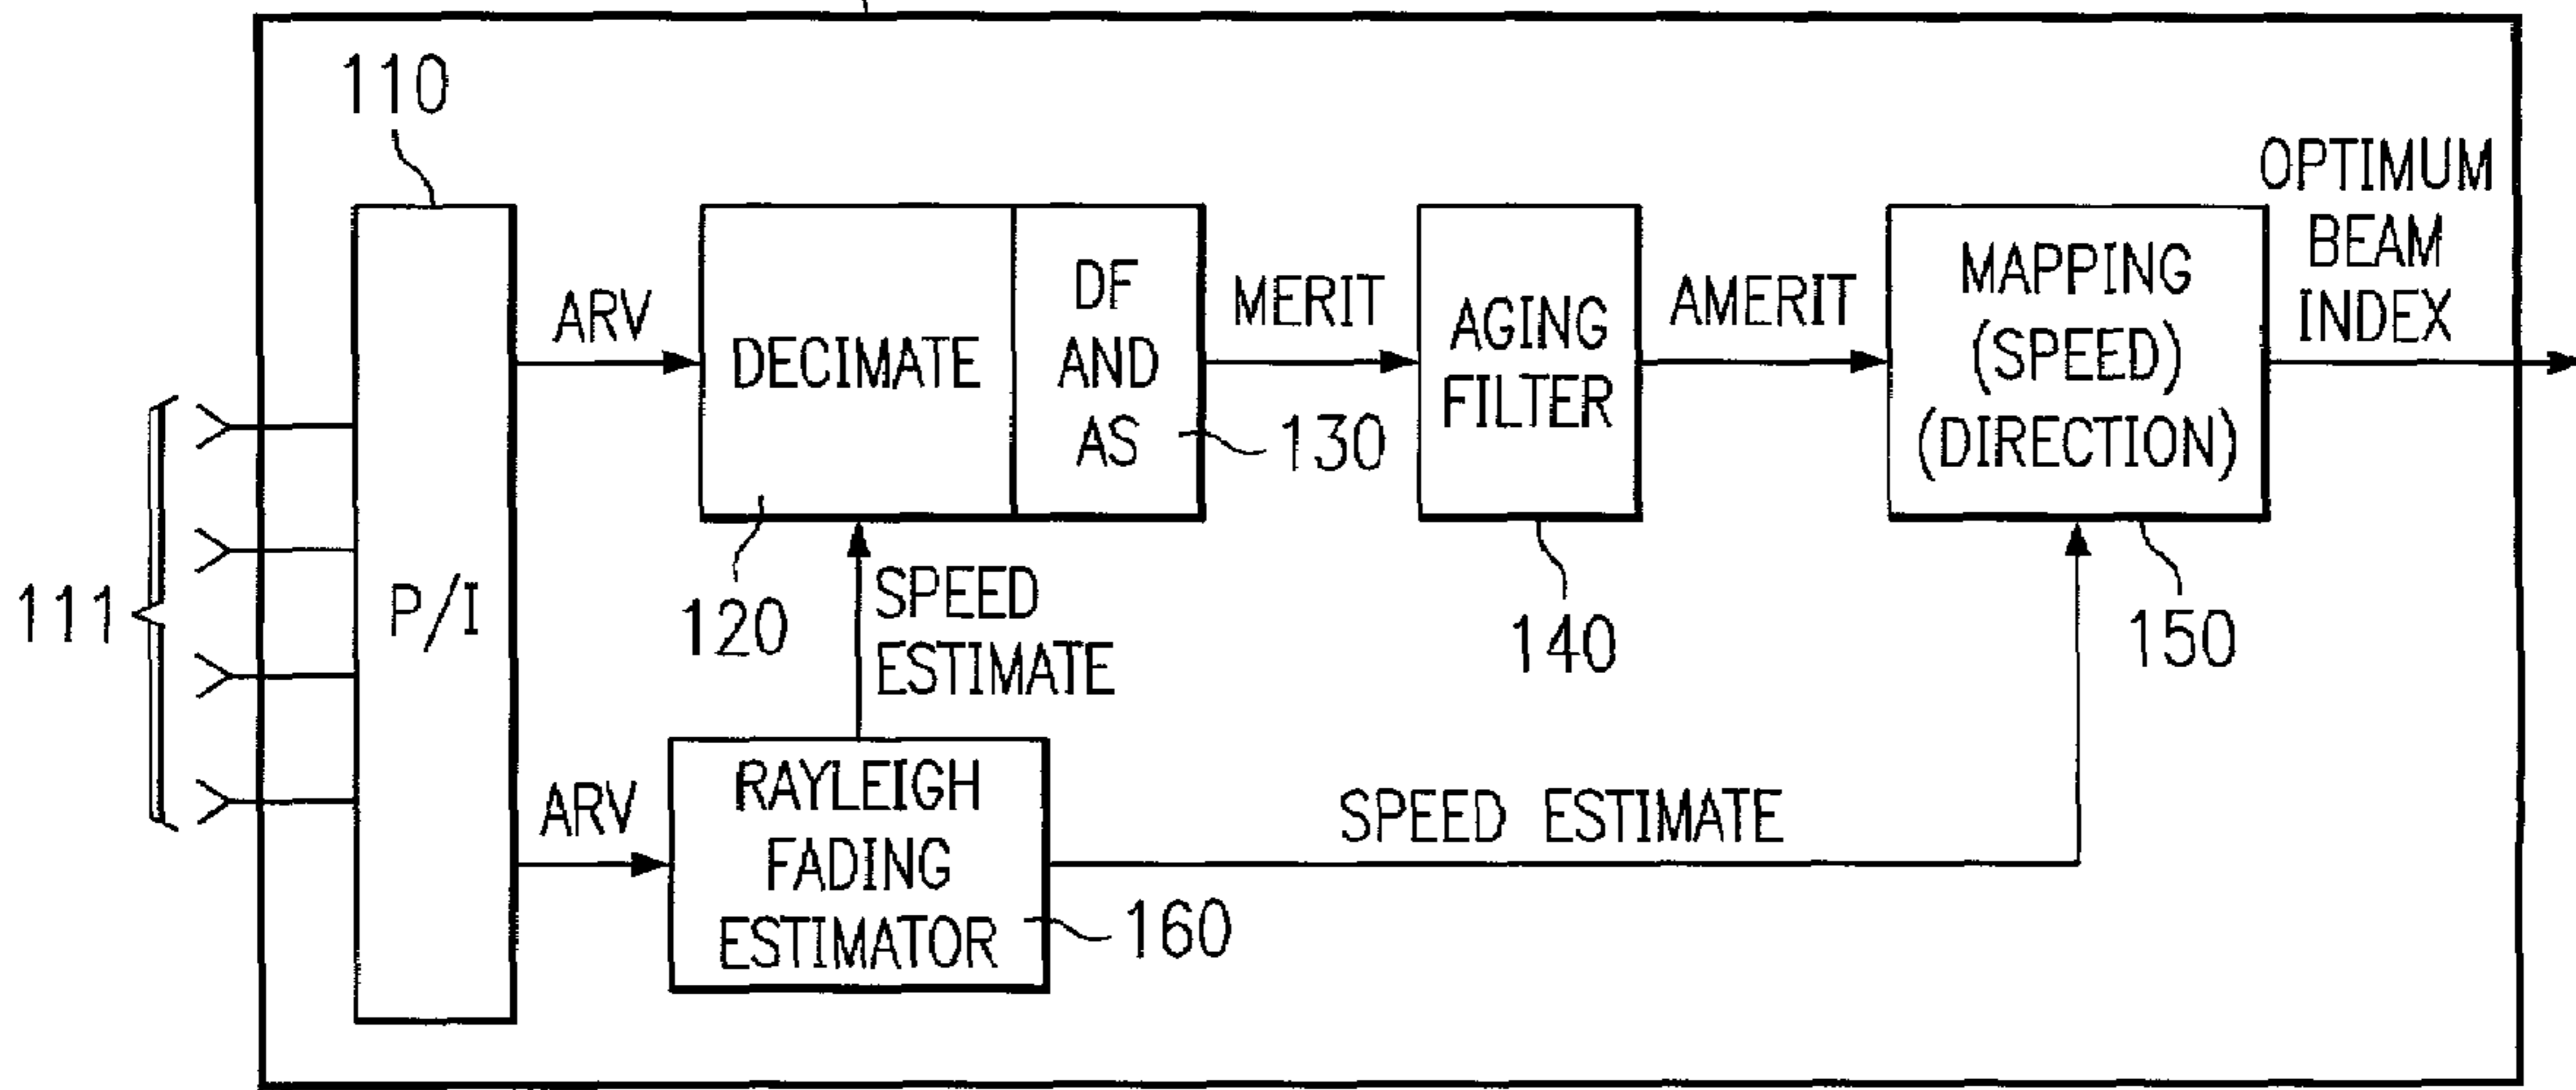 110
OPTIMUM
BEAM
INDEX
ARV
DECIMATE
DF
AND
AS
MERIT
AGING
FILTER
AMERIT
MAPPING
(SPEED)
(DIRECTION)
130
111
P/I
120
SPEED
ESTIMATE
140
150
ARV
RAYLEIGH
FADING
ESTIMATOR
160
SPEED ESTIMATE